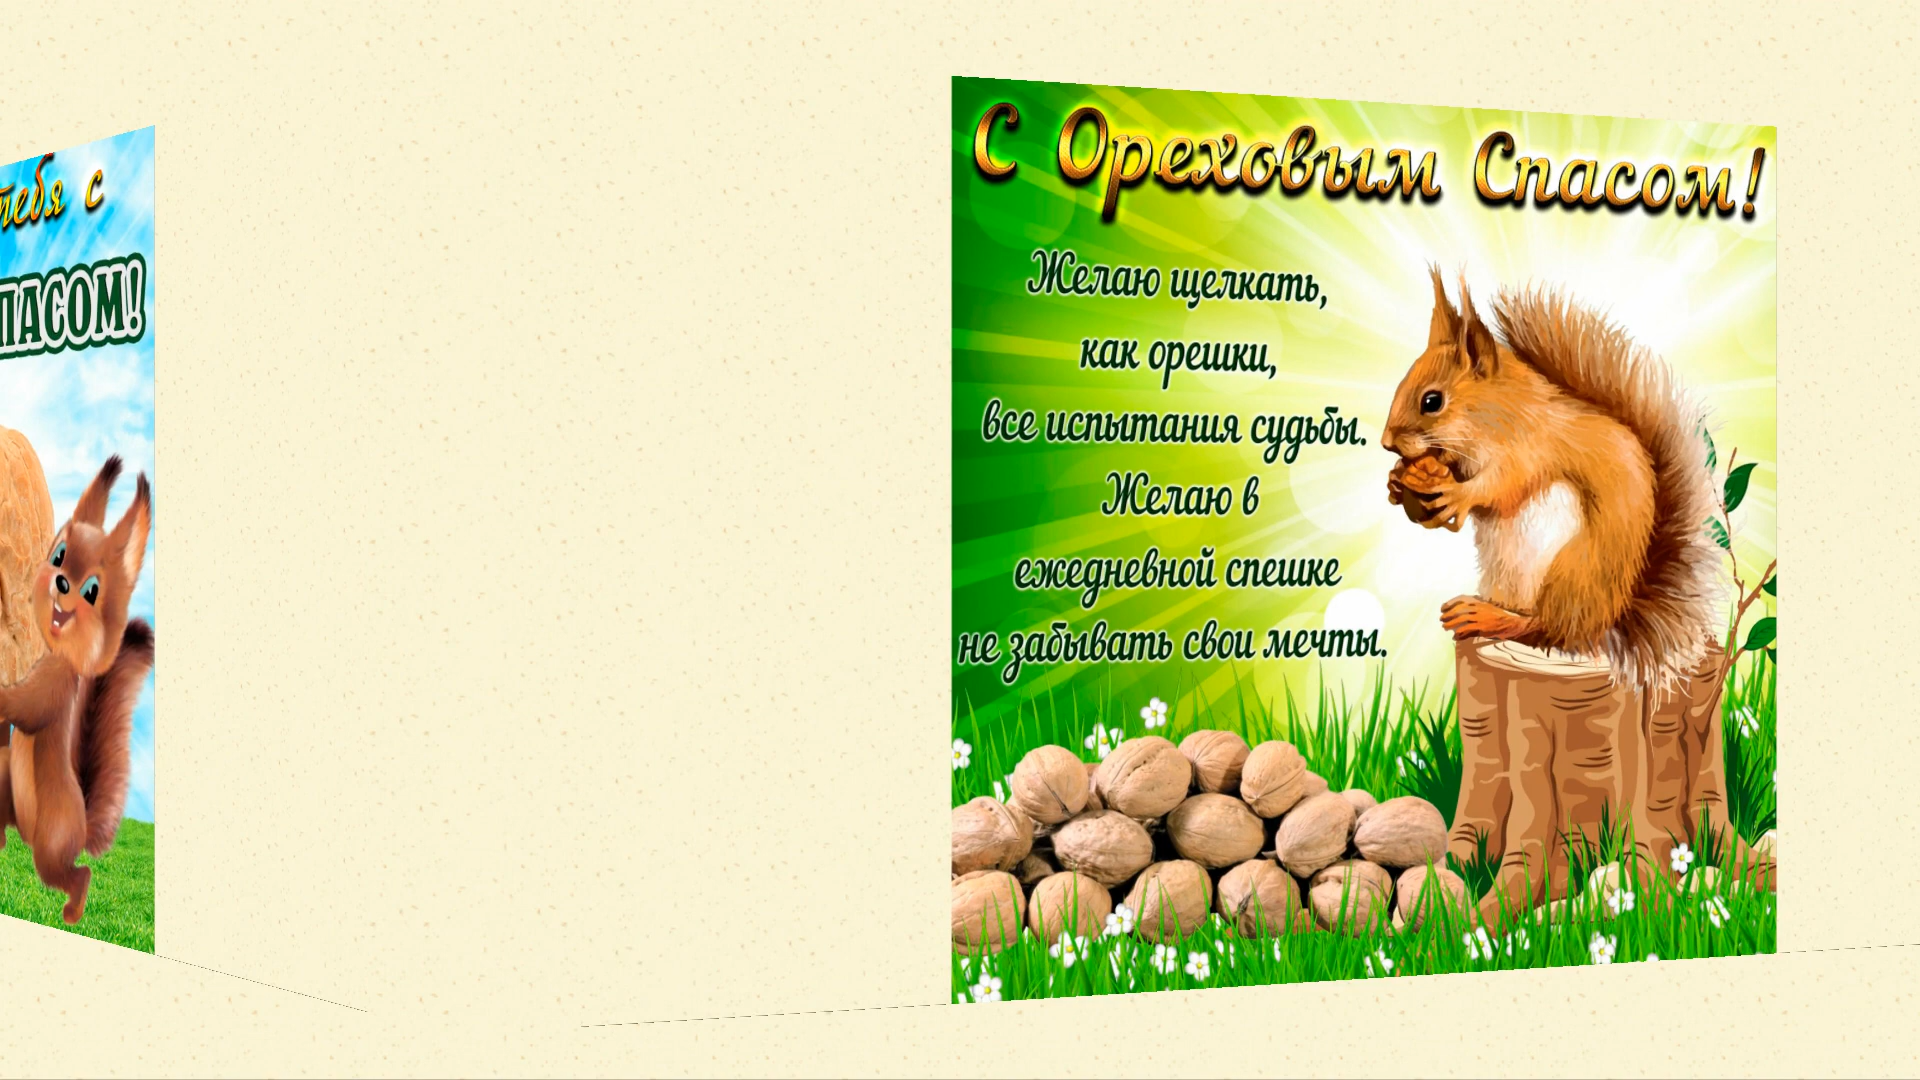 тебя с
ПАСОМ!
С Ореховым Спасом!
Желаю щелкать,
как орешки,
все испытания судьбы.
Желаю в
ежедневной спешке
не забывать свои мечты.